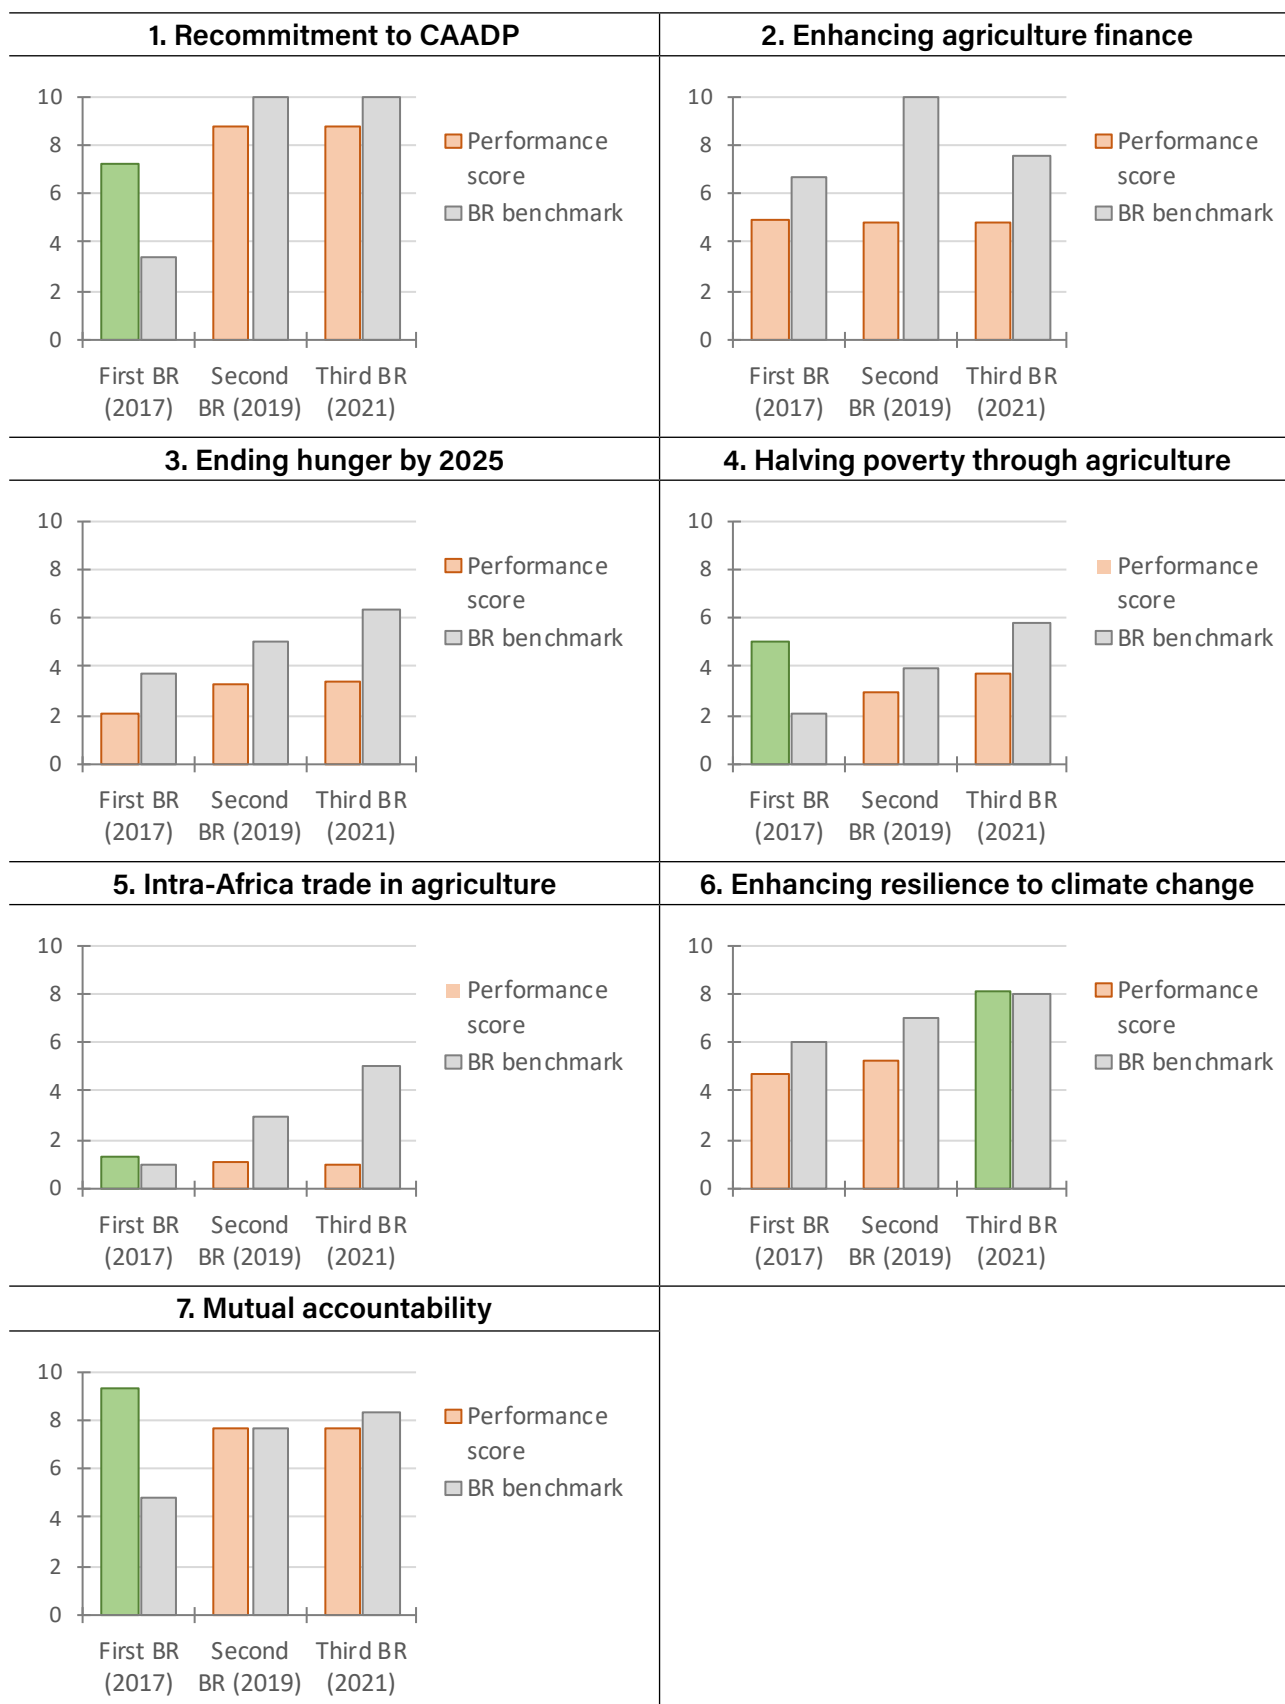 1. Recommitment to CAADP
10
8
6
4
2
0
First BR
(2017)
Second
BR (2019)
Third BR
(2021)
Performance
score
BR benchmark
2. Enhancing agriculture finance
10
8
6
4
2
0
First BR
(2017)
Second
BR (2019)
Third BR
(2021)
Performance
score
BR benchmark
3. Ending hunger by 2025
10
8
6
4
2
0
First BR
(2017)
Second
BR (2019)
Third BR
(2021)
Performance
score
BR benchmark
4. Halving poverty through agriculture
10
8
6
4
2
0
First BR
(2017)
Second
BR (2019)
Third BR
(2021)
Performance
score
BR benchmark
5. Intra-Africa trade in agriculture
10
8
6
4
2
0
First BR
(2017)
Second
BR (2019)
Third BR
(2021)
Performance
score
BR benchmark
6. Enhancing resilience to climate change
10
8
6
4
2
0
First BR
(2017)
Second
BR (2019)
Third BR
(2021)
Performance
score
BR benchmark
7. Mutual accountability
10
8
6
4
2
0
First BR
(2017)
Second
BR (2019)
Third BR
(2021)
Performance
score
BR benchmark